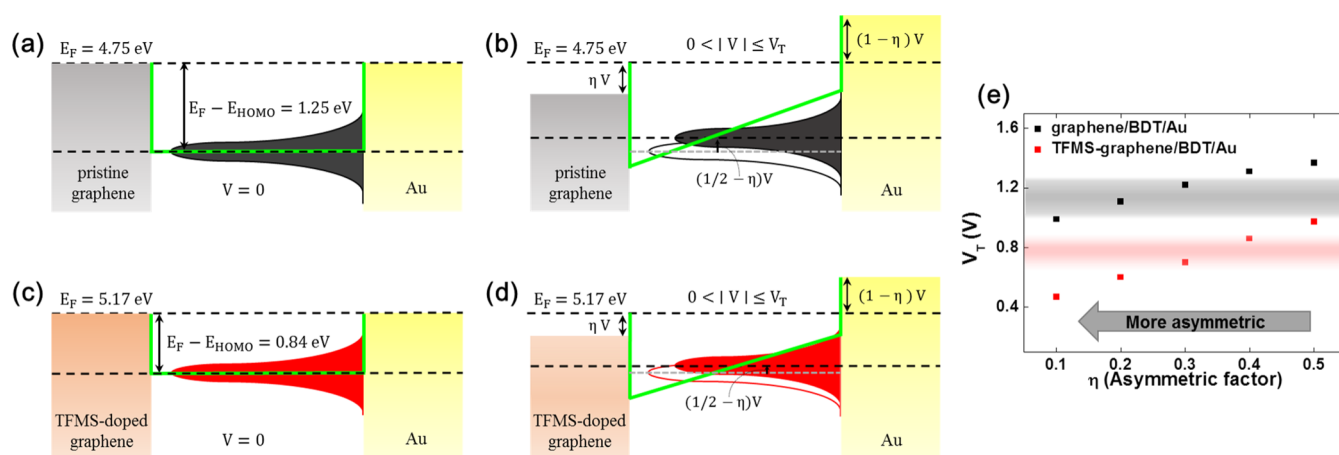 (a)
E_F = 4.75 eV
E_F − E_HOMO = 1.25 eV
pristine
graphene
V = 0
Au
(b)
E_F = 4.75 eV
0 < | V | ≤ V_T
(1 − η) V
η V
(1/2 − η)V
pristine
graphene
Au
(c)
E_F = 5.17 eV
E_F − E_HOMO = 0.84 eV
TFMS-doped
graphene
V = 0
Au
(d)
E_F = 5.17 eV
0 < | V | ≤ V_T
(1 − η) V
η V
(1/2 − η)V
TFMS-doped
graphene
Au
(e)
graphene/BDT/Au
TFMS-graphene/BDT/Au
V_T (V)
1.6
1.2
0.8
0.4
More asymmetric
0.1 0.2 0.3 0.4 0.5
η (Asymmetric factor)